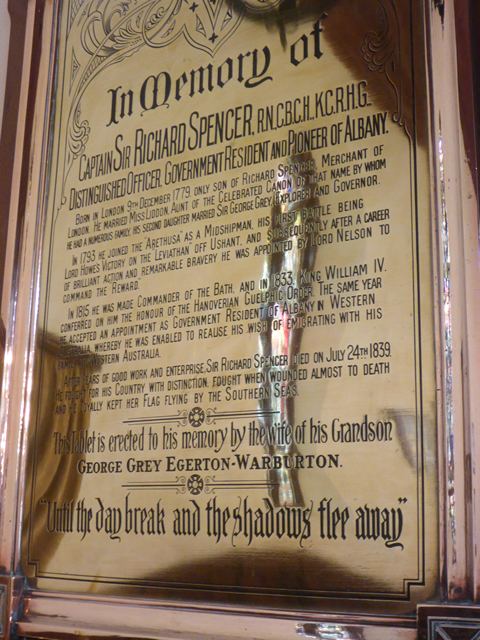 In Memory of
CAPTAIN SIR RICHARD SPENCER, R.N., C.B., C.H., K.C.R.H.G.
DISTINGUISHED OFFICER, GOVERNMENT RESIDENT AND PIONEER OF ALBANY.
BORN IN LONDON 9TH DECEMBER 1779 ONLY SON OF RICHARD SPENCER, MERCHANT OF
LONDON. HE MARRIED MISS LIDDON, AUNT OF THE CELEBRATED CANON OF THAT NAME BY WHOM
HE HAD A NUMEROUS FAMILY, HIS SECOND DAUGHTER MARRIED SIR GEORGE GREY, EXPLORER AND GOVERNOR.
IN 1793 HE JOINED THE "ARETHUSA" AS A MIDSHIPMAN, HIS FIRST BATTLE BEING
LORD HOWE'S VICTORY ON THE LEVIATHAN OFF USHANT, AND SUBSEQUENTLY AFTER A CAREER
OF BRILLIANT ACTION AND REMARKABLE BRAVERY HE WAS APPOINTED BY LORD NELSON TO
COMMAND THE REWARD.
IN 1815 HE WAS MADE COMMANDER OF THE BATH, AND IN 1833, KING WILLIAM IV.
CONFERRED ON HIM THE HONOUR OF THE HANOVERIAN GUELPHIC ORDER. THE SAME YEAR
HE ACCEPTED AN APPOINTMENT AS GOVERNMENT RESIDENT OF ALBANY IN WESTERN
WHEREBY HE WAS ENABLED TO REALISE HIS WISH OF EMIGRATING WITH HIS
WESTERN AUSTRALIA.
AFTER YEARS OF GOOD WORK AND ENTERPRISE, SIR RICHARD SPENCER DIED ON JULY 24TH 1839.
HE FOUGHT FOR HIS COUNTRY WITH DISTINCTION, FOUGHT WHEN WOUNDED ALMOST TO DEATH
AND HE LOYALLY KEPT HER FLAG FLYING BY THE SOUTHERN SEAS.
This Tablet is erected to his memory by the wife of his Grandson
GEORGE GREY EGERTON-WARBURTON.
"Until the day break and the shadows flee away"